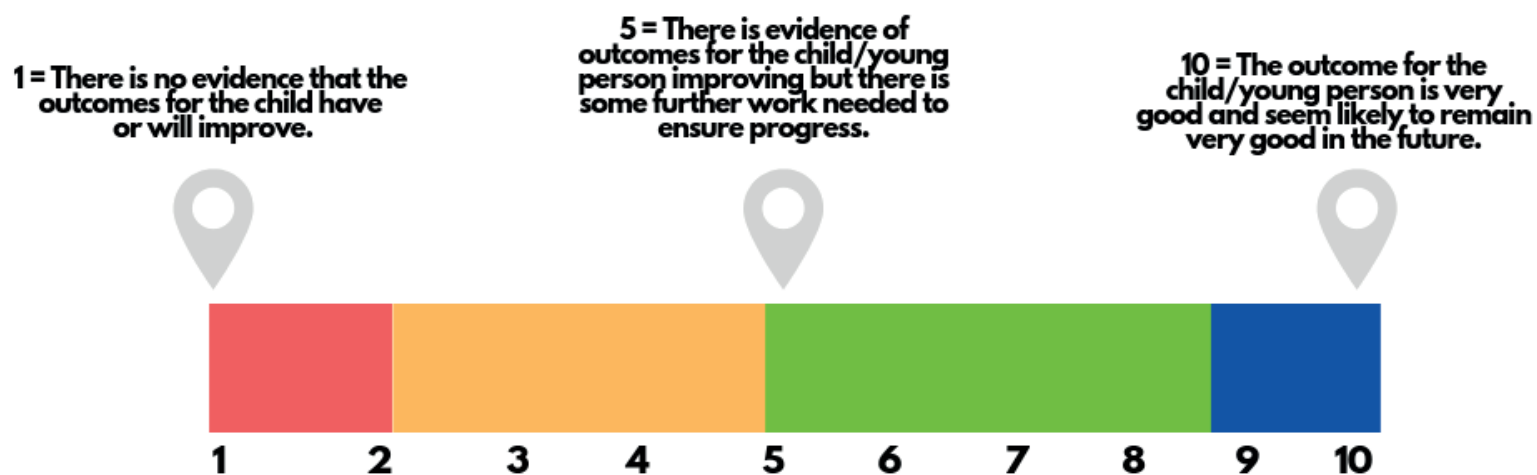 1 = There is no evidence that the
outcomes for the child have
or will improve.
5 = There is evidence of
outcomes for the child/young
person improving but there is
some further work needed to
ensure progress.
10 = The outcome for the
child/young person is very
good and seem likely to remain
very good in the future.
1 2 3 4 5 6 7 8 9 10